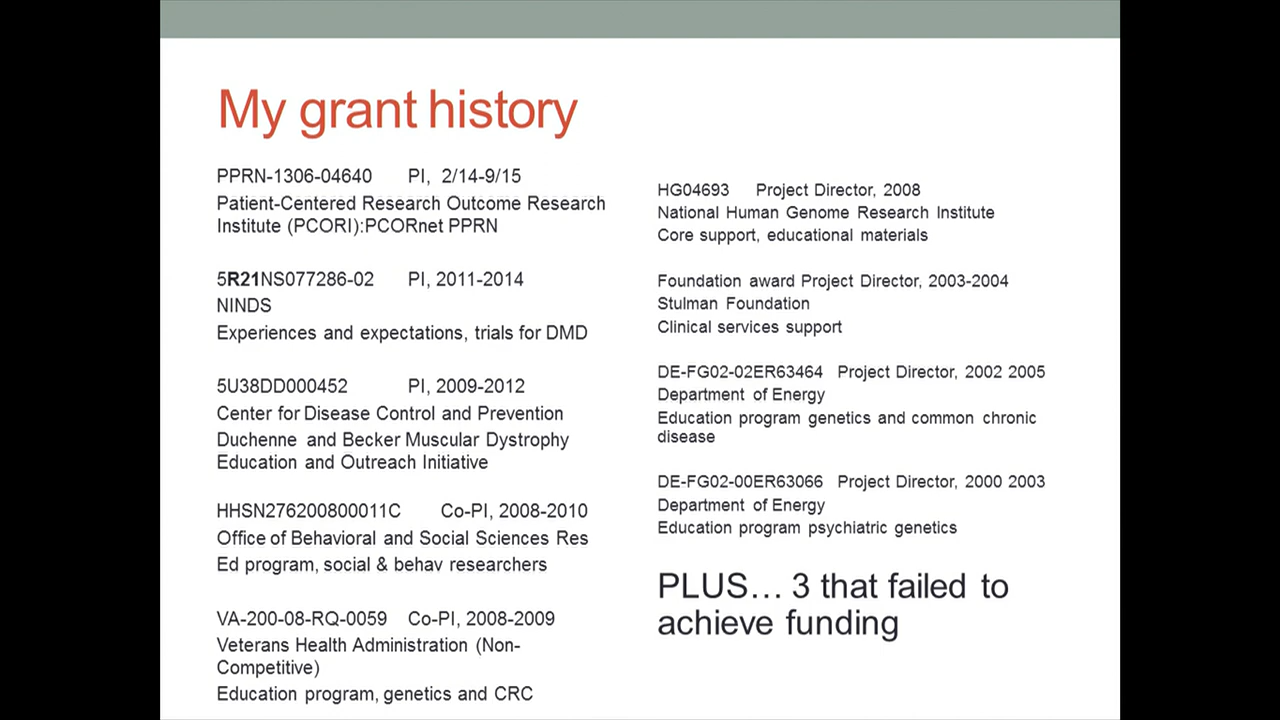 My grant history
PPRN-1306-04640 PI, 2/14-9/15
Patient-Centered Research Outcome Research
Institute (PCORI):PCORnet PPRN
5R21NS077286-02 PI, 2011-2014
NINDS
Experiences and expectations, trials for DMD
5U38DD000452 PI, 2009-2012
Center for Disease Control and Prevention
Duchenne and Becker Muscular Dystrophy
Education and Outreach Initiative
HHSN276200800011C Co-PI, 2008-2010
Office of Behavioral and Social Sciences Res
Ed program, social & behav researchers
VA-200-08-RQ-0059 Co-PI, 2008-2009
Veterans Health Administration (Non-
Competitive)
Education program, genetics and CRC
HG04693 Project Director, 2008
National Human Genome Research Institute
Core support, educational materials
Foundation award Project Director, 2003-2004
Stulman Foundation
Clinical services support
DE-FG02-02ER63464 Project Director, 2002 2005
Department of Energy
Education program genetics and common chronic
disease
DE-FG02-00ER63066 Project Director, 2000 2003
Department of Energy
Education program psychiatric genetics
PLUS… 3 that failed to
achieve funding